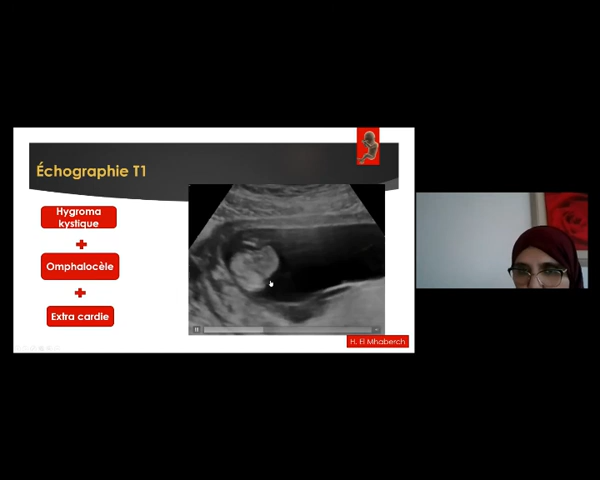 Échographie T1
Hygroma
kystique
Omphalocèle
Extra cardie
H. El Mhaberch